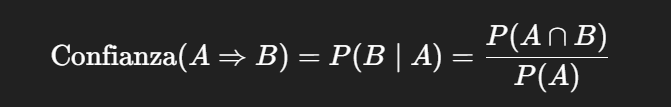 Confianza(A ⇒ B) = P(B | A) = P(A ∩ B) / P(A)